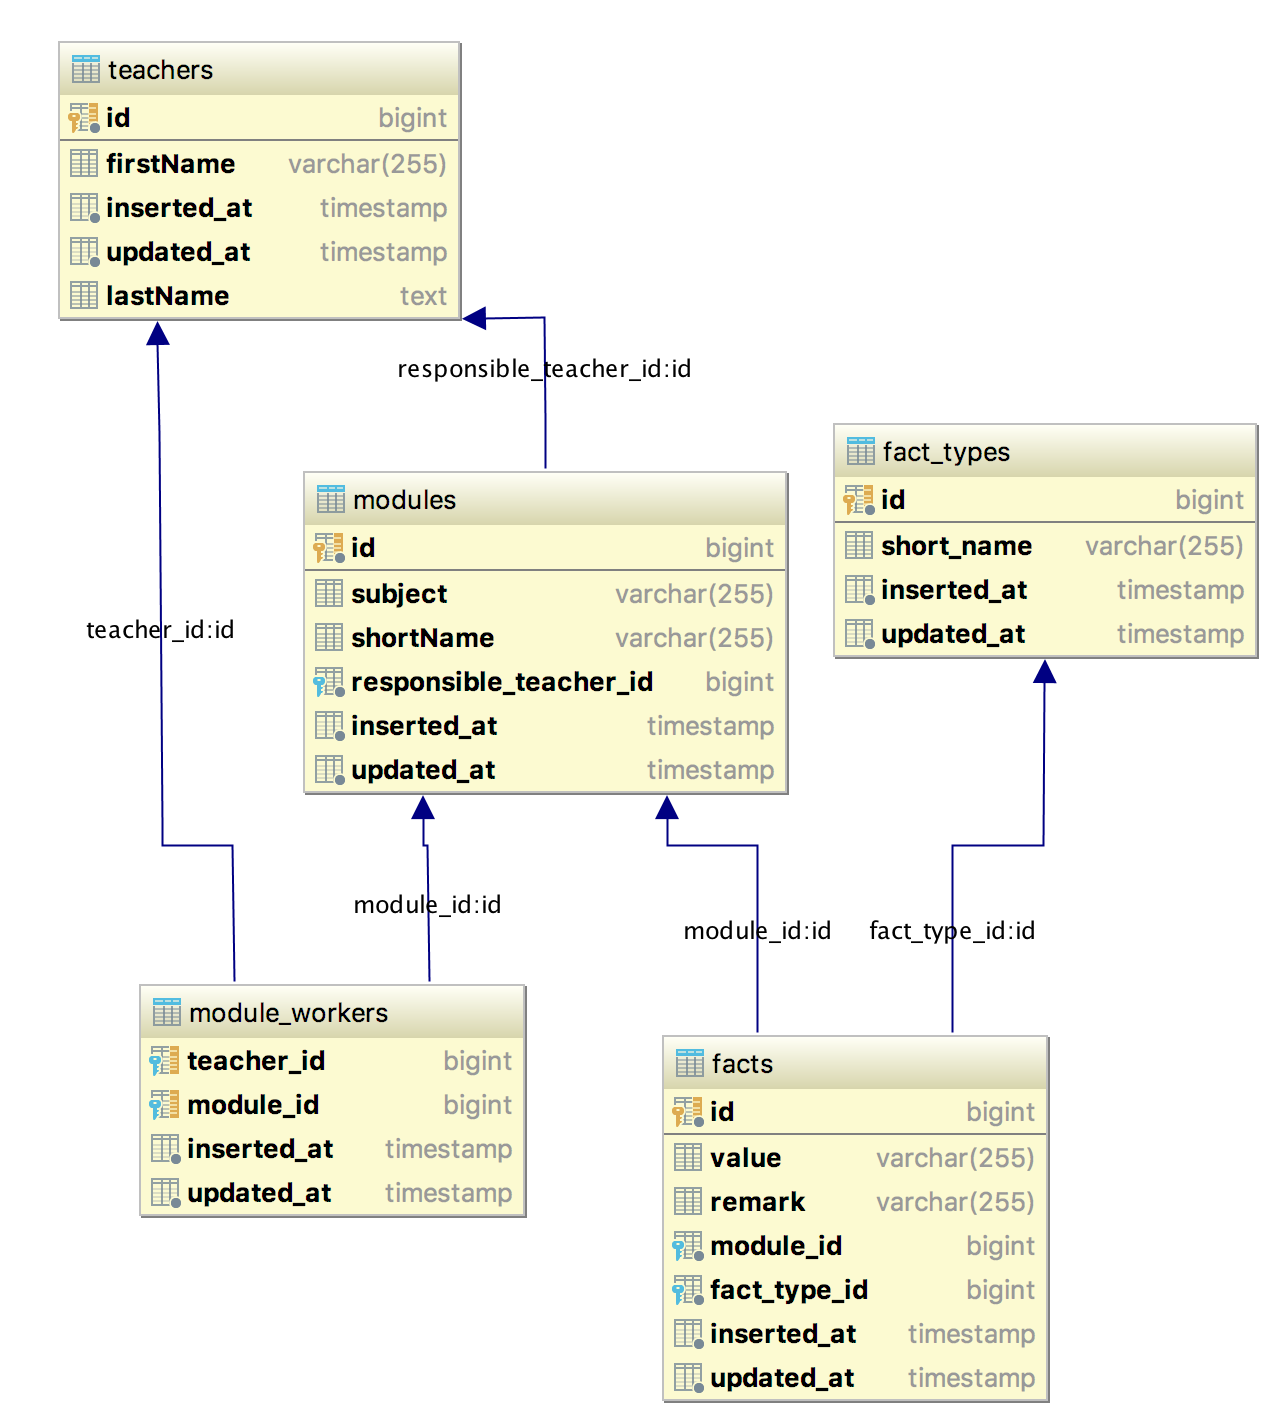 teachers
id bigint
firstName varchar(255)
inserted_at timestamp
updated_at timestamp
lastName text
responsible_teacher_id:id
fact_types
id bigint
short_name varchar(255)
inserted_at timestamp
updated_at timestamp
modules
id bigint
subject varchar(255)
shortName varchar(255)
responsible_teacher_id bigint
inserted_at timestamp
updated_at timestamp
teacher_id:id
module_id:id
module_id:id
fact_type_id:id
module_workers
teacher_id bigint
module_id bigint
inserted_at timestamp
updated_at timestamp
facts
id bigint
value varchar(255)
remark varchar(255)
module_id bigint
fact_type_id bigint
inserted_at timestamp
updated_at timestamp